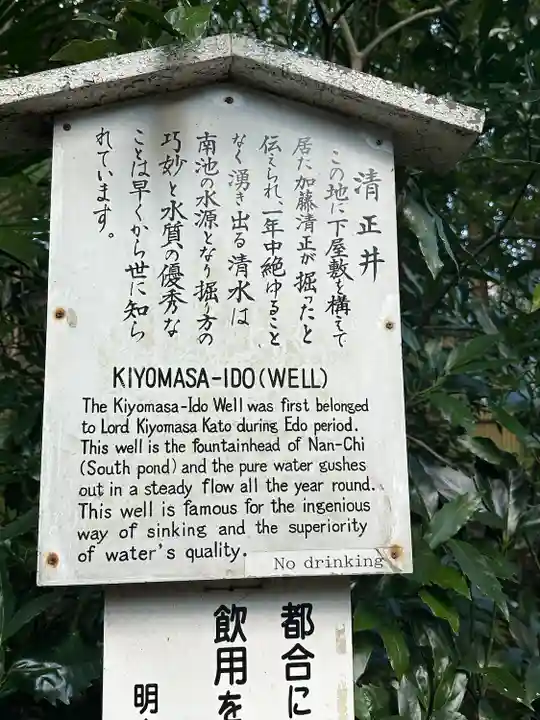 清正井
この地に下屋敷を構えて
居た加藤清正が掘ったと
伝えられ、一年中絶ゆること
なく湧き出る清水は
南池の水源となり掘り方の
巧妙と水質の優秀な
ことは早くから世に知ら
れています。
KIYOMASA-IDO (WELL)
The Kiyomasa-Ido Well was first belonged
to Lord Kiyomasa Kato during Edo period.
This well is the fountainhead of Nan-Chi
(South pond) and the pure water gushes
out in a steady flow all the year round.
This well is famous for the ingenious
way of sinking and the superiority
of water's quality.
No drinking
都合に
飲用を
明